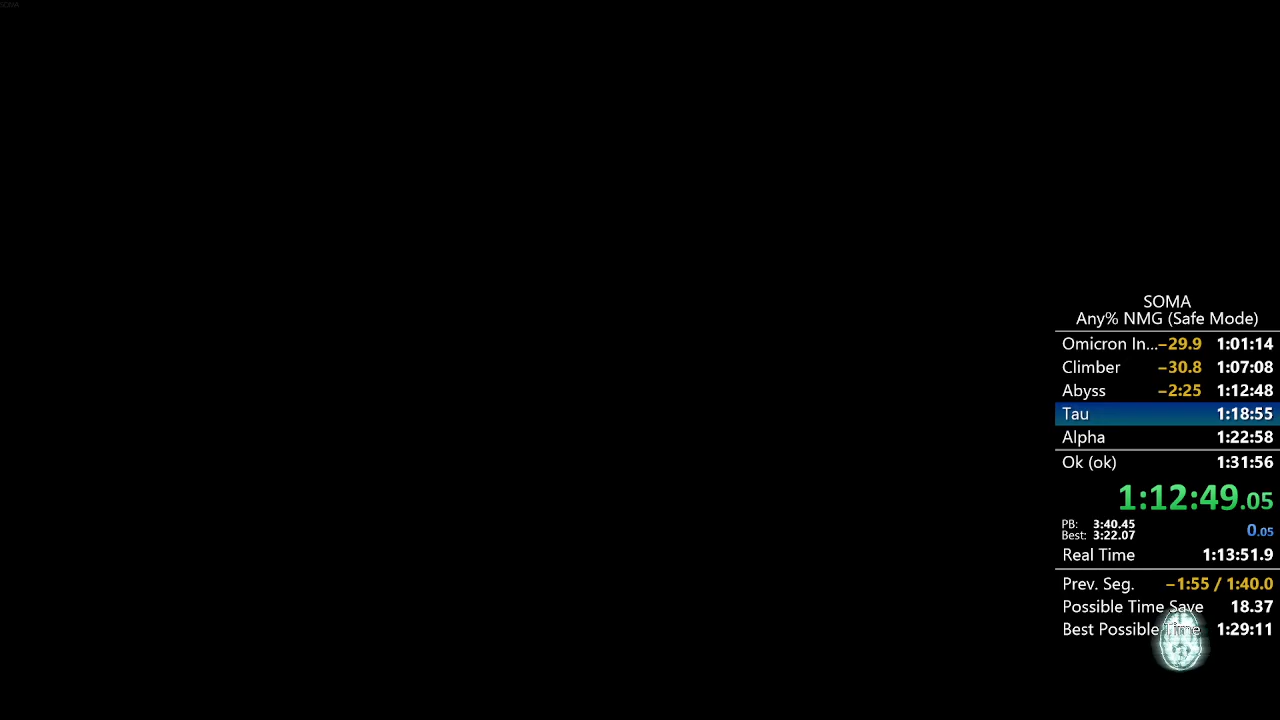 SOMA
SOMA
Any% NMG (Safe Mode)
Omicron In... −29.9 1:01:14
Climber −30.8 1:07:08
Abyss −2:25 1:12:48
Tau 1:18:55
Alpha 1:22:58
Ok (ok) 1:31:56
1:12:49.05
PB: 3:40.45
Best: 3:22.07 0.05
Real Time 1:13:51.9
Prev. Seg. −1:55 / 1:40.0
Possible Time Save 18.37
Best Possible Time 1:29:11